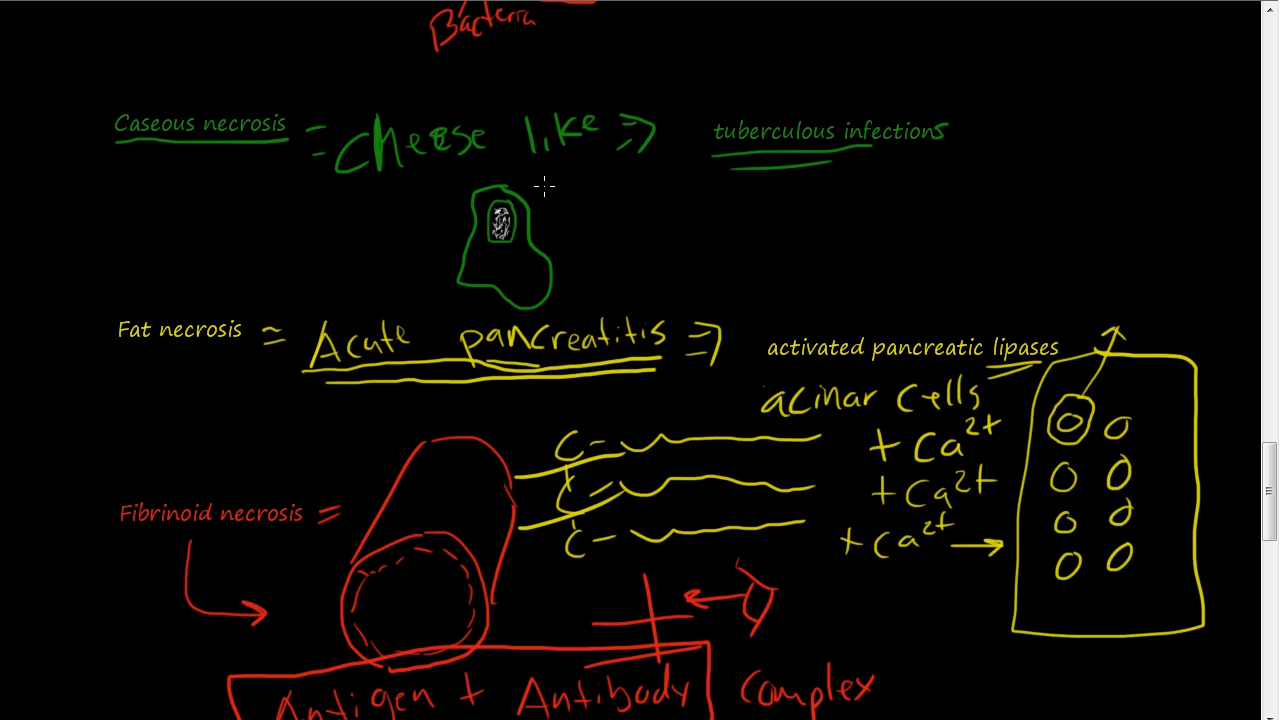 Bacteria
Caseous necrosis = cheese like => tuberculous infections
Fat necrosis = Acute pancreatitis =>
activated pancreatic lipases
acinar cells
C - + Ca2+
C - + Ca2+
C - + Ca2+
Fibrinoid necrosis =
Antigen + Antibody complex